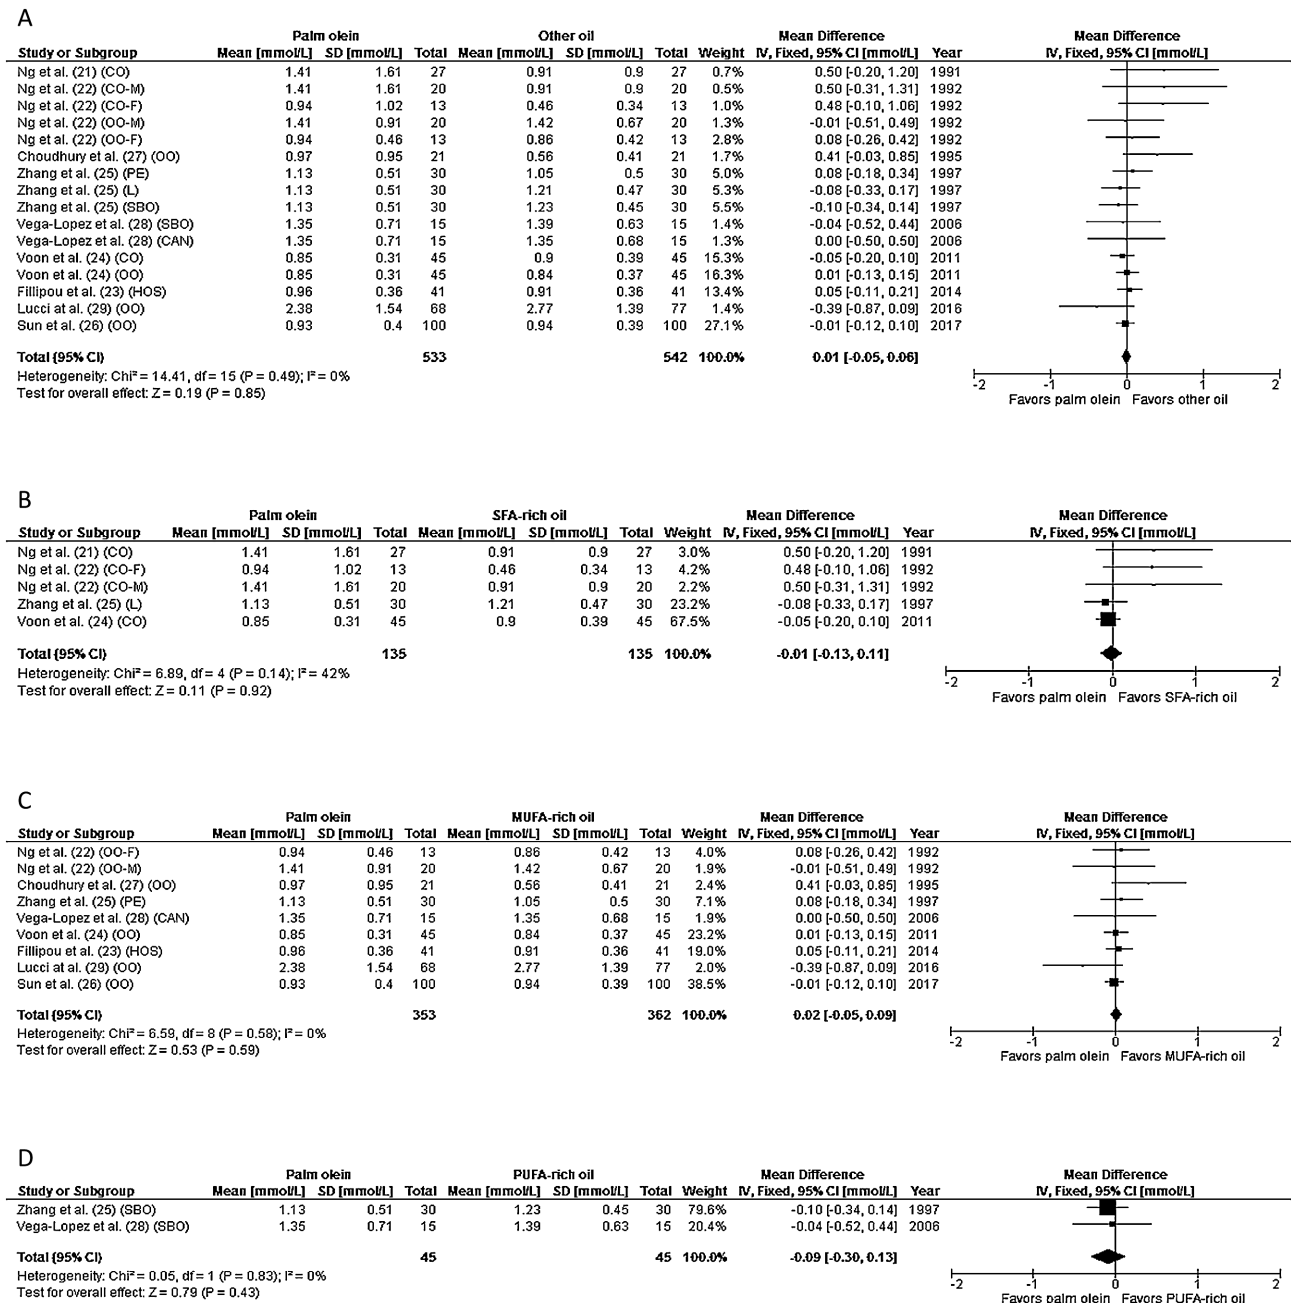 A
Palm olein Other oil Mean Difference Mean Difference
Study or Subgroup Mean [mmol/L] SD [mmol/L] Total Mean [mmol/L] SD [mmol/L] Total Weight IV, Fixed, 95% CI [mmol/L] Year IV, Fixed, 95% CI [mmol/L]
Ng et al. (21) (CO) 1.41 1.61 27 0.91 0.9 27 0.7% 0.50 [-0.20, 1.20] 1991
Ng et al. (22) (CO-M) 1.41 1.61 20 0.91 0.9 20 0.5% 0.50 [-0.31, 1.31] 1992
Ng et al. (22) (CO-F) 0.94 1.02 13 0.46 0.34 13 1.0% 0.48 [-0.10, 1.06] 1992
Ng et al. (22) (OO-M) 1.41 0.91 20 1.42 0.67 20 1.3% -0.01 [-0.51, 0.49] 1992
Ng et al. (22) (OO-F) 0.94 0.46 13 0.86 0.42 13 2.8% 0.08 [-0.26, 0.42] 1992
Choudhury et al. (27) (OO) 0.97 0.95 21 0.56 0.41 21 1.7% 0.41 [-0.03, 0.85] 1995
Zhang et al. (25) (PE) 1.13 0.51 30 1.05 0.5 30 5.0% 0.08 [-0.18, 0.34] 1997
Zhang et al. (25) (L) 1.13 0.51 30 1.21 0.47 30 5.3% -0.08 [-0.33, 0.17] 1997
Zhang et al. (25) (SBO) 1.13 0.51 30 1.23 0.45 30 5.5% -0.10 [-0.34, 0.14] 1997
Vega-Lopez et al. (28) (SBO) 1.35 0.71 15 1.39 0.63 15 1.4% -0.04 [-0.52, 0.44] 2006
Vega-Lopez et al. (28) (CAN) 1.35 0.71 15 1.35 0.68 15 1.3% 0.00 [-0.50, 0.50] 2006
Voon et al. (24) (CO) 0.85 0.31 45 0.9 0.39 45 15.3% -0.05 [-0.20, 0.10] 2011
Voon et al. (24) (OO) 0.85 0.31 45 0.84 0.37 45 16.3% 0.01 [-0.13, 0.15] 2011
Fillipou et al. (23) (HOS) 0.96 0.36 41 0.91 0.36 41 13.4% 0.05 [-0.11, 0.21] 2014
Lucci at al. (29) (OO) 2.38 1.54 68 2.77 1.39 77 1.4% -0.39 [-0.87, 0.09] 2016
Sun et al. (26) (OO) 0.93 0.4 100 0.94 0.39 100 27.1% -0.01 [-0.12, 0.10] 2017
Total (95% CI) 533 542 100.0% 0.01 [-0.05, 0.06]
Heterogeneity: Chi² = 14.41, df = 15 (P = 0.49); I² = 0%
Test for overall effect: Z = 0.19 (P = 0.85)
-2 -1 0 1 2
Favors palm olein Favors other oil
B
Palm olein SFA-rich oil Mean Difference Mean Difference
Study or Subgroup Mean [mmol/L] SD [mmol/L] Total Mean [mmol/L] SD [mmol/L] Total Weight IV, Fixed, 95% CI [mmol/L] Year IV, Fixed, 95% CI [mmol/L]
Ng et al. (21) (CO) 1.41 1.61 27 0.91 0.9 27 3.0% 0.50 [-0.20, 1.20] 1991
Ng et al. (22) (CO-F) 0.94 1.02 13 0.46 0.34 13 4.2% 0.48 [-0.10, 1.06] 1992
Ng et al. (22) (CO-M) 1.41 1.61 20 0.91 0.9 20 2.2% 0.50 [-0.31, 1.31] 1992
Zhang et al. (25) (L) 1.13 0.51 30 1.21 0.47 30 23.2% -0.08 [-0.33, 0.17] 1997
Voon et al. (24) (CO) 0.85 0.31 45 0.9 0.39 45 67.5% -0.05 [-0.20, 0.10] 2011
Total (95% CI) 135 135 100.0% -0.01 [-0.13, 0.11]
Heterogeneity: Chi² = 6.89, df = 4 (P = 0.14); I² = 42%
Test for overall effect: Z = 0.11 (P = 0.92)
-2 -1 0 1 2
Favors palm olein Favors SFA-rich oil
C
Palm olein MUFA-rich oil Mean Difference Mean Difference
Study or Subgroup Mean [mmol/L] SD [mmol/L] Total Mean [mmol/L] SD [mmol/L] Total Weight IV, Fixed, 95% CI [mmol/L] Year IV, Fixed, 95% CI [mmol/L]
Ng et al. (22) (OO-F) 0.94 0.46 13 0.86 0.42 13 4.0% 0.08 [-0.26, 0.42] 1992
Ng et al. (22) (OO-M) 1.41 0.91 20 1.42 0.67 20 1.9% -0.01 [-0.51, 0.49] 1992
Choudhury et al. (27) (OO) 0.97 0.95 21 0.56 0.41 21 2.4% 0.41 [-0.03, 0.85] 1995
Zhang et al. (25) (PE) 1.13 0.51 30 1.05 0.5 30 7.1% 0.08 [-0.18, 0.34] 1997
Vega-Lopez et al. (28) (CAN) 1.35 0.71 15 1.35 0.68 15 1.9% 0.00 [-0.50, 0.50] 2006
Voon et al. (24) (OO) 0.85 0.31 45 0.84 0.37 45 23.2% 0.01 [-0.13, 0.15] 2011
Fillipou et al. (23) (HOS) 0.96 0.36 41 0.91 0.36 41 19.0% 0.05 [-0.11, 0.21] 2014
Lucci at al. (29) (OO) 2.38 1.54 68 2.77 1.39 77 2.0% -0.39 [-0.87, 0.09] 2016
Sun et al. (26) (OO) 0.93 0.4 100 0.94 0.39 100 38.5% -0.01 [-0.12, 0.10] 2017
Total (95% CI) 353 362 100.0% 0.02 [-0.05, 0.09]
Heterogeneity: Chi² = 6.59, df = 8 (P = 0.58); I² = 0%
Test for overall effect: Z = 0.53 (P = 0.59)
-2 -1 0 1 2
Favors palm olein Favors MUFA-rich oil
D
Palm olein PUFA-rich oil Mean Difference Mean Difference
Study or Subgroup Mean [mmol/L] SD [mmol/L] Total Mean [mmol/L] SD [mmol/L] Total Weight IV, Fixed, 95% CI [mmol/L] Year IV, Fixed, 95% CI [mmol/L]
Zhang et al. (25) (SBO) 1.13 0.51 30 1.23 0.45 30 79.6% -0.10 [-0.34, 0.14] 1997
Vega-Lopez et al. (28) (SBO) 1.35 0.71 15 1.39 0.63 15 20.4% -0.04 [-0.52, 0.44] 2006
Total (95% CI) 45 45 100.0% -0.09 [-0.30, 0.13]
Heterogeneity: Chi² = 0.05, df = 1 (P = 0.83); I² = 0%
Test for overall effect: Z = 0.79 (P = 0.43)
-2 -1 0 1 2
Favors palm olein Favors PUFA-rich oil